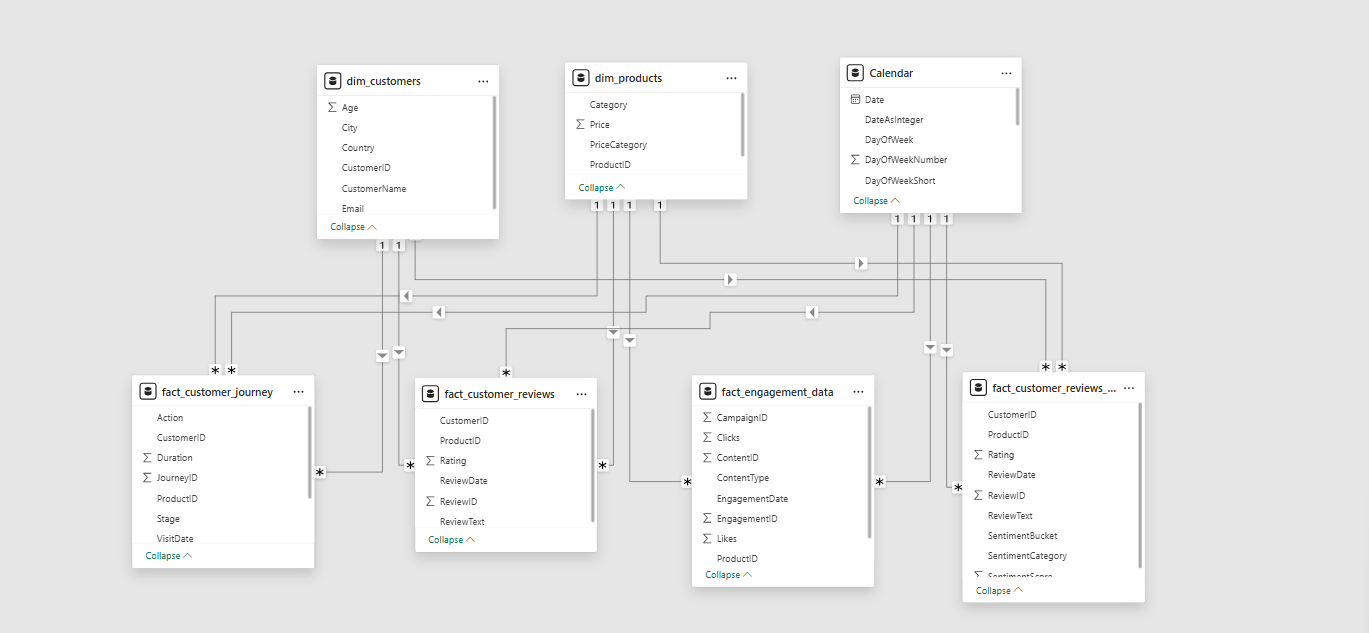 dim_customers ...
Age
City
Country
CustomerID
CustomerName
Email
Collapse
dim_products ...
Category
Price
PriceCategory
ProductID
Collapse
Calendar ...
Date
DateAsInteger
DayOfWeek
DayOfWeekNumber
DayOfWeekShort
Collapse
1 1
1 1 1 1
1 1 1 1
* *
*
* *
fact_customer_journey ...
Action
CustomerID
Duration
JourneyID
ProductID
Stage
VisitDate
Collapse
*
fact_customer_reviews ...
CustomerID
ProductID
Rating
ReviewDate
ReviewID
ReviewText
Collapse
* *
fact_engagement_data ...
CampaignID
Clicks
ContentID
ContentType
EngagementDate
EngagementID
Likes
ProductID
Collapse
* *
fact_customer_reviews_... ...
CustomerID
ProductID
Rating
ReviewDate
ReviewID
ReviewText
SentimentBucket
SentimentCategory
SentimentScore
Collapse
*